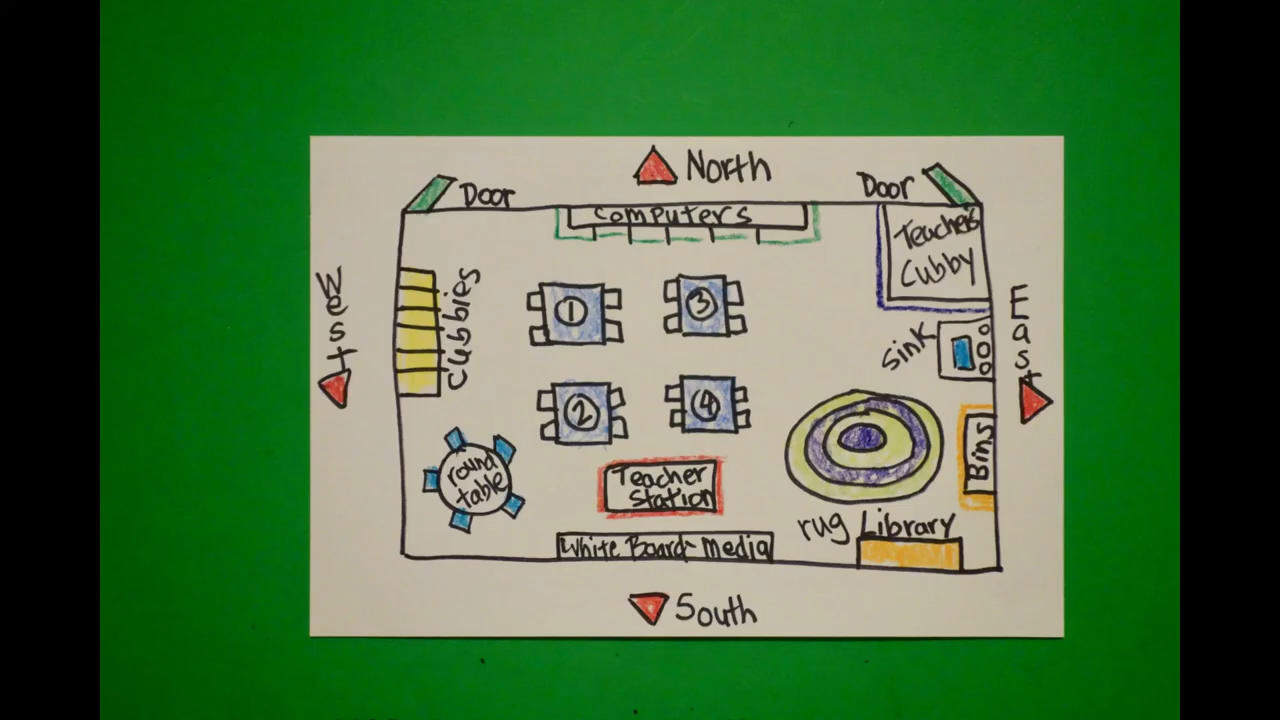 North
Door
Door
Computers
Teachers
Cubby
West
Cubbies
1
3
East
sink
2
4
Bins
round
table
Teacher
Station
rug
Library
White Board-Media
South